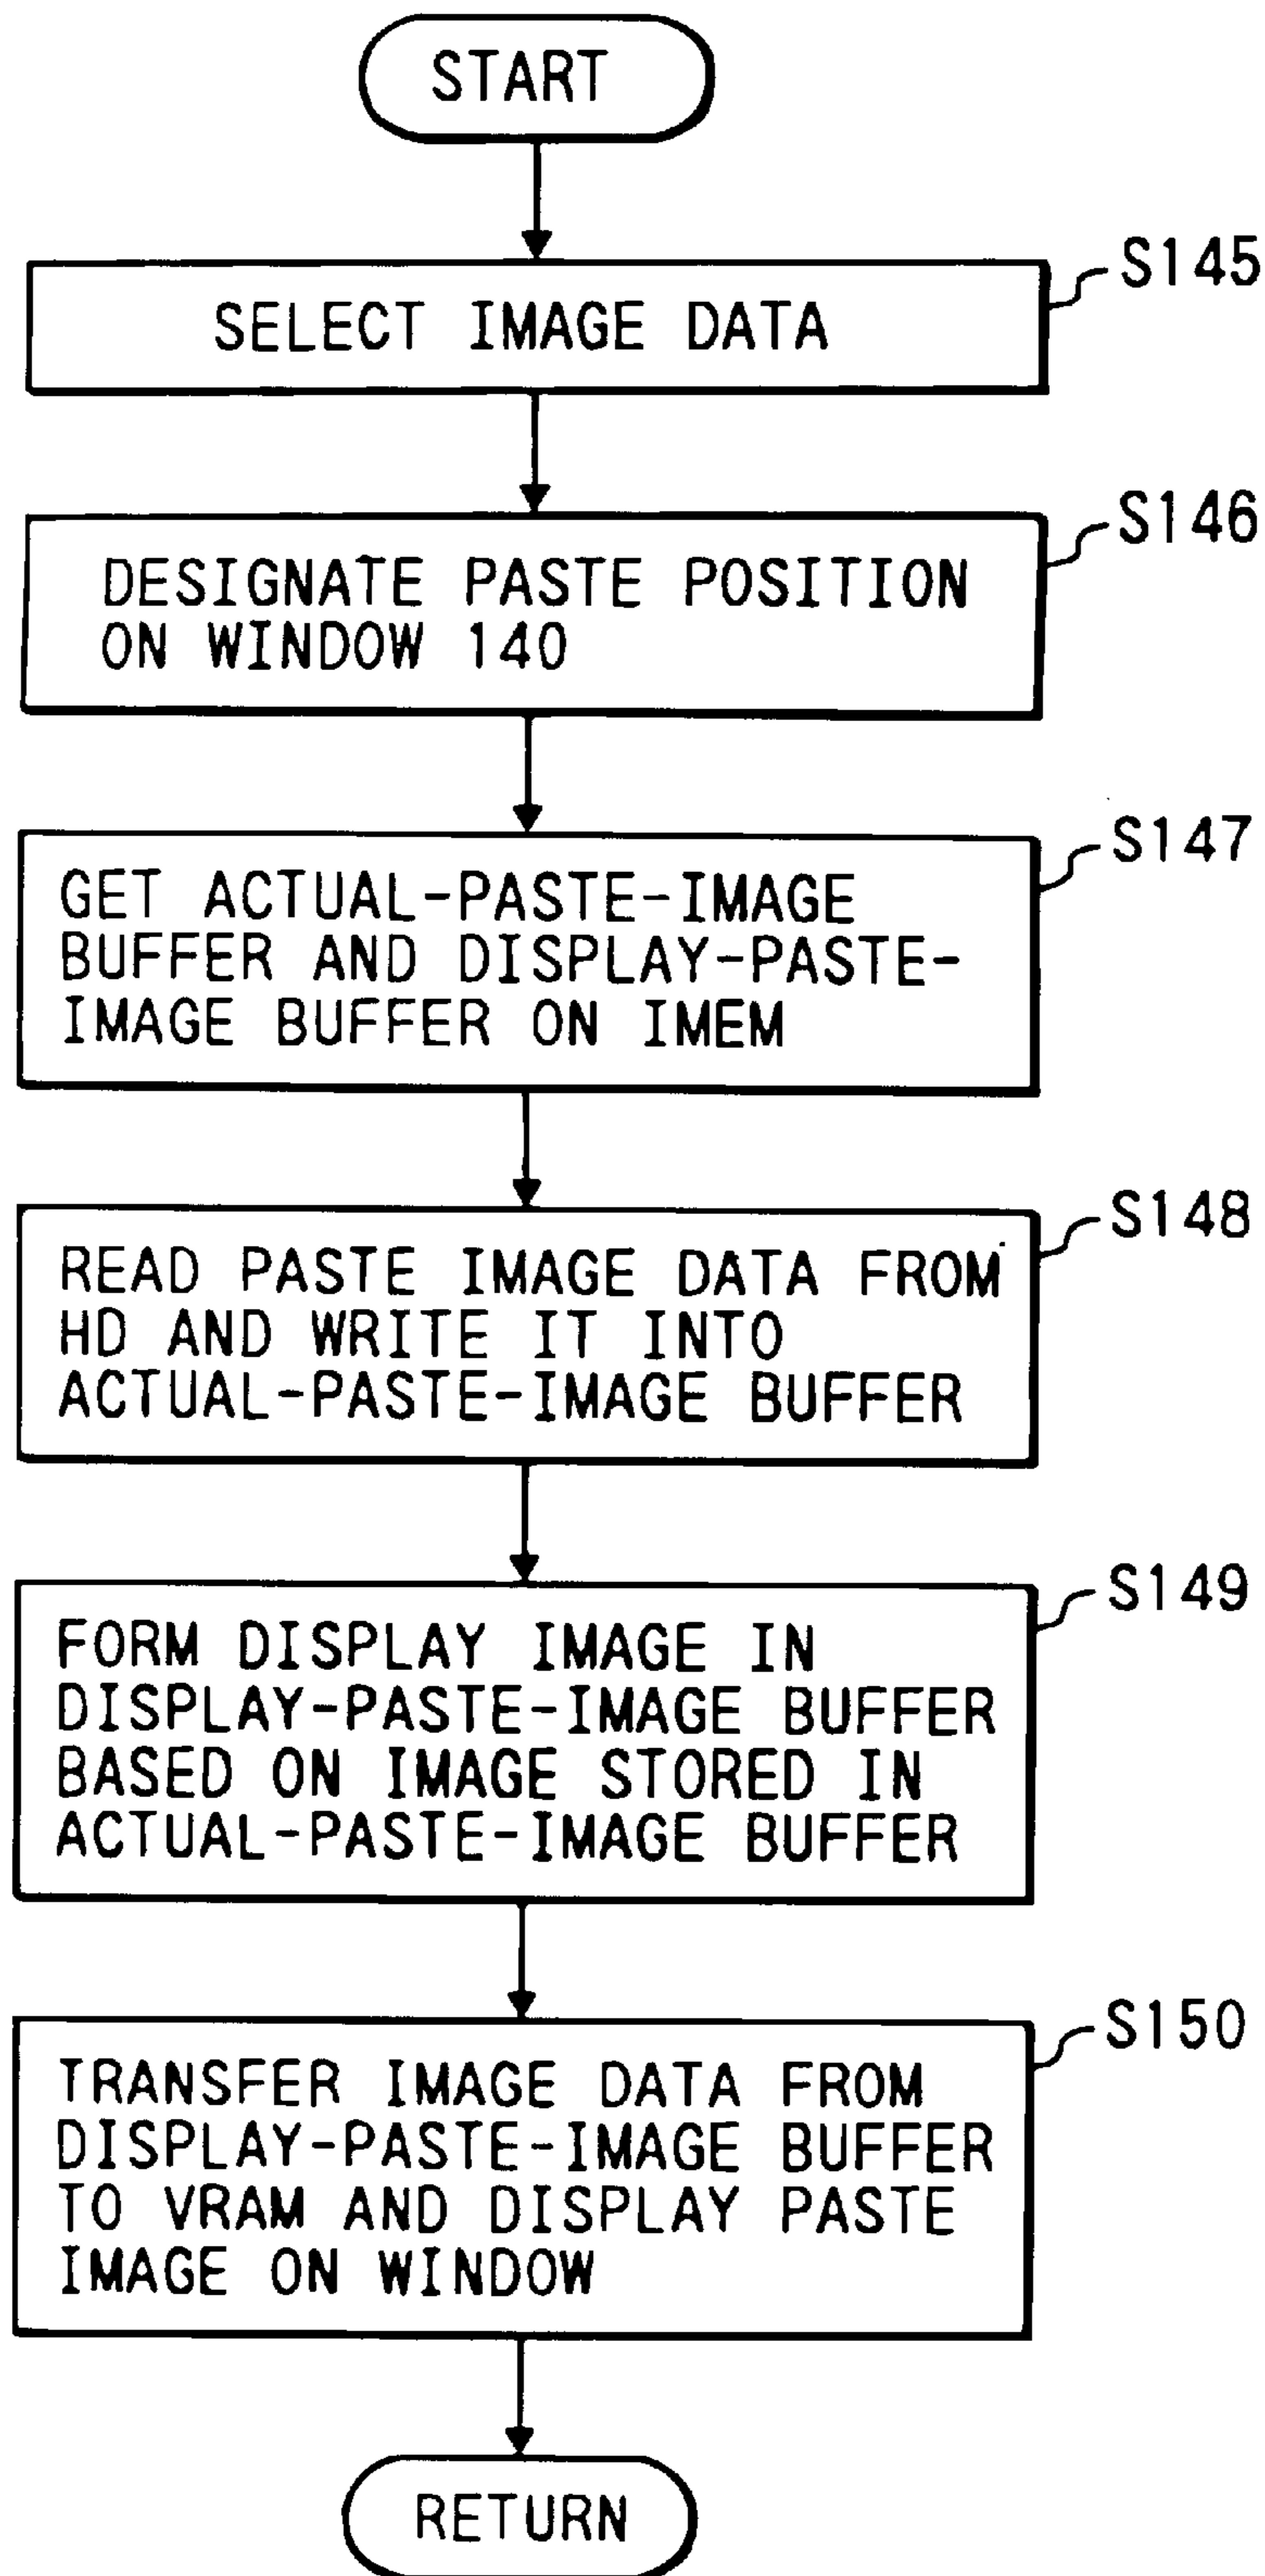 START
S145
SELECT IMAGE DATA
S146
DESIGNATE PASTE POSITION
ON WINDOW 140
S147
GET ACTUAL-PASTE-IMAGE
BUFFER AND DISPLAY-PASTE-
IMAGE BUFFER ON IMEM
S148
READ PASTE IMAGE DATA FROM
HD AND WRITE IT INTO
ACTUAL-PASTE-IMAGE BUFFER
S149
FORM DISPLAY IMAGE IN
DISPLAY-PASTE-IMAGE BUFFER
BASED ON IMAGE STORED IN
ACTUAL-PASTE-IMAGE BUFFER
S150
TRANSFER IMAGE DATA FROM
DISPLAY-PASTE-IMAGE BUFFER
TO VRAM AND DISPLAY PASTE
IMAGE ON WINDOW
RETURN